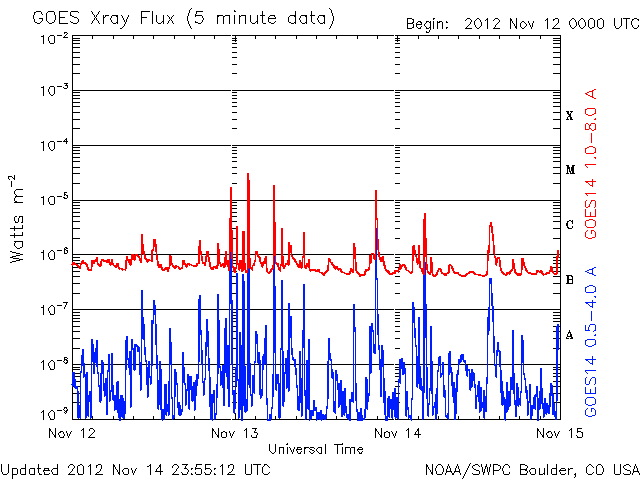 GOES Xray Flux (5 minute data)
Begin: 2012 Nov 12 0000 UTC
10⁻²
10⁻³
10⁻⁴
10⁻⁵
10⁻⁶
10⁻⁷
10⁻⁸
10⁻⁹
Watts m⁻²
X
M
C
B
A
GOES14 1.0-8.0 A
GOES14 0.5-4.0 A
Nov 12
Nov 13
Nov 14
Nov 15
Universal Time
Updated 2012 Nov 14 23:55:12 UTC
NOAA/SWPC Boulder, CO USA